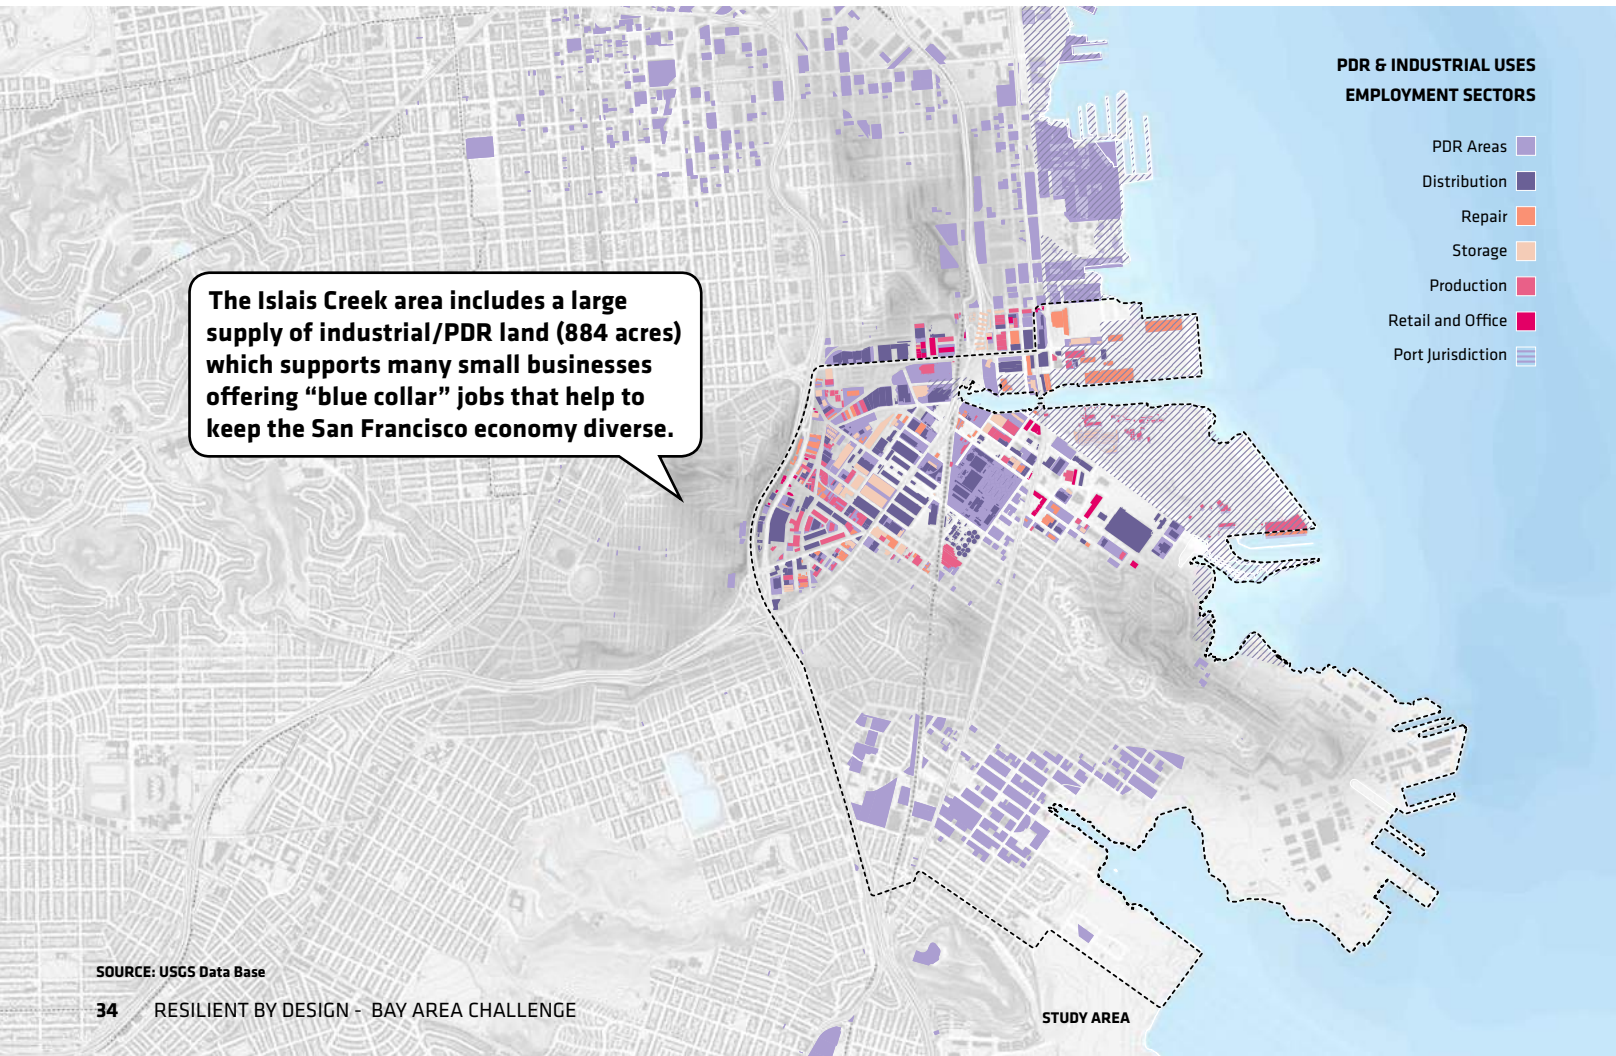 PDR & INDUSTRIAL USES
EMPLOYMENT SECTORS
PDR Areas
Distribution
Repair
Storage
Production
Retail and Office
Port Jurisdiction
The Islais Creek area includes a large
supply of industrial/PDR land (884 acres)
which supports many small businesses
offering “blue collar” jobs that help to
keep the San Francisco economy diverse.
SOURCE: USGS Data Base
34 RESILIENT BY DESIGN - BAY AREA CHALLENGE
STUDY AREA